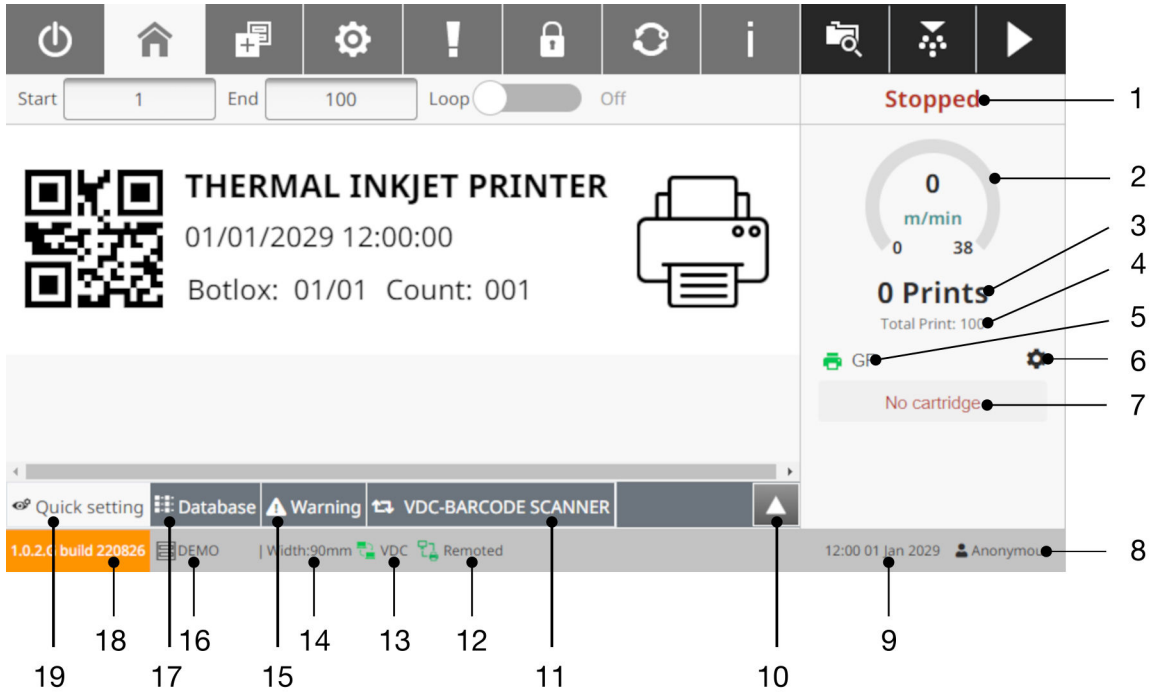 Start 1 End 100 Loop Off Stopped
THERMAL INKJET PRINTER
01/01/2029 12:00:00
Botlox: 01/01 Count: 001
0
m/min
0 38
0 Prints
Total Print: 100
GP
No cartridge
Quick setting Database Warning VDC-BARCODE SCANNER
1.0.2.0 build 220826 DEMO | Width:90mm VDC Remoted 12:00 01 Jan 2029 Anonymous
1
2
3
4
5
6
7
8
9
10
11
12
13
14
15
16
17
18
19